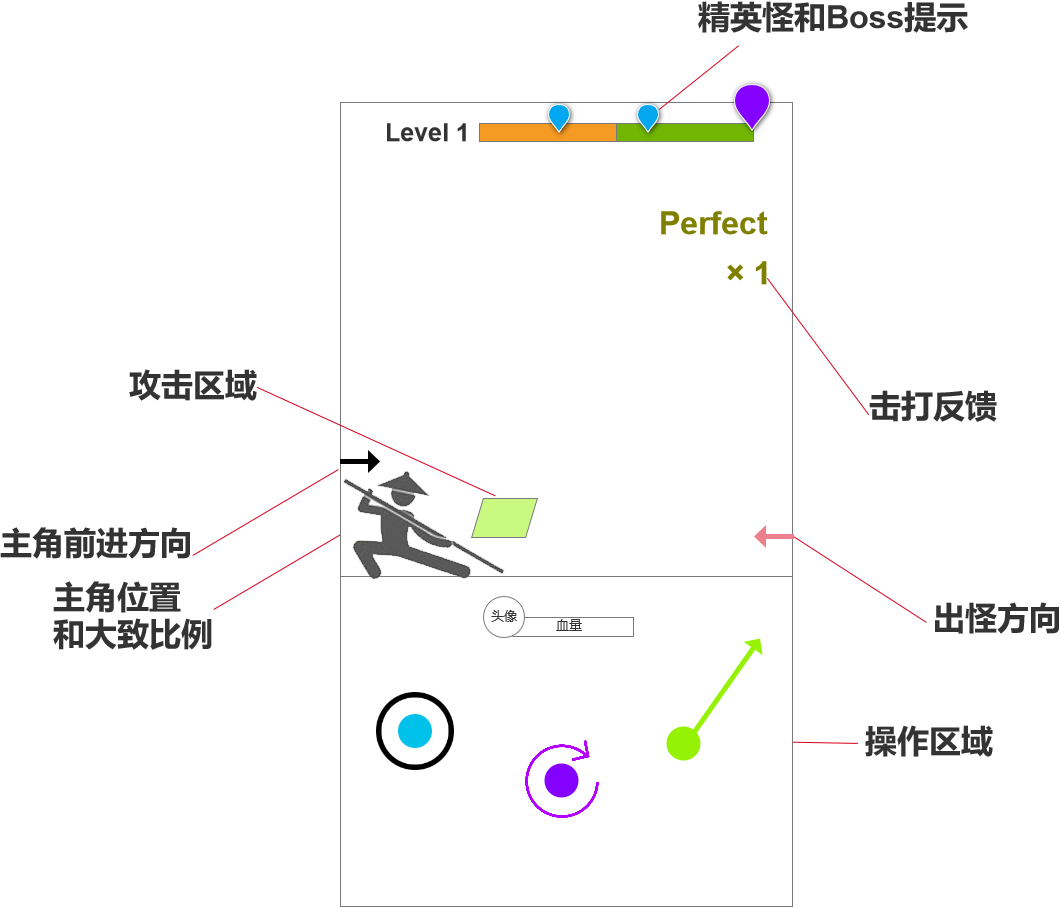 精英怪和Boss提示
Level 1
Perfect
× 1
攻击区域
击打反馈
主角前进方向
主角位置
和大致比例
头像
血量
出怪方向
操作区域